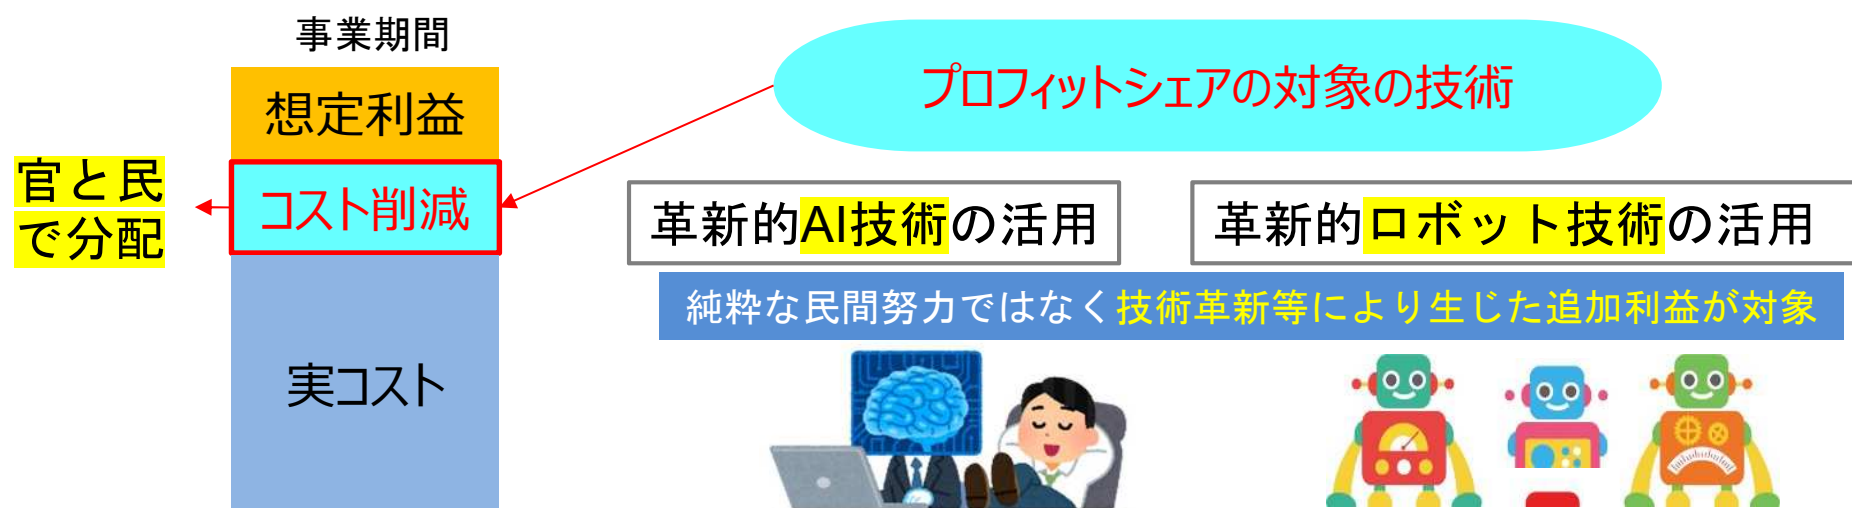 事業期間
想定利益
コスト削減
実コスト
官と民
で分配
プロフィットシェアの対象の技術
革新的AI技術の活用
革新的ロボット技術の活用
純粋な民間努力ではなく技術革新等により生じた追加利益が対象